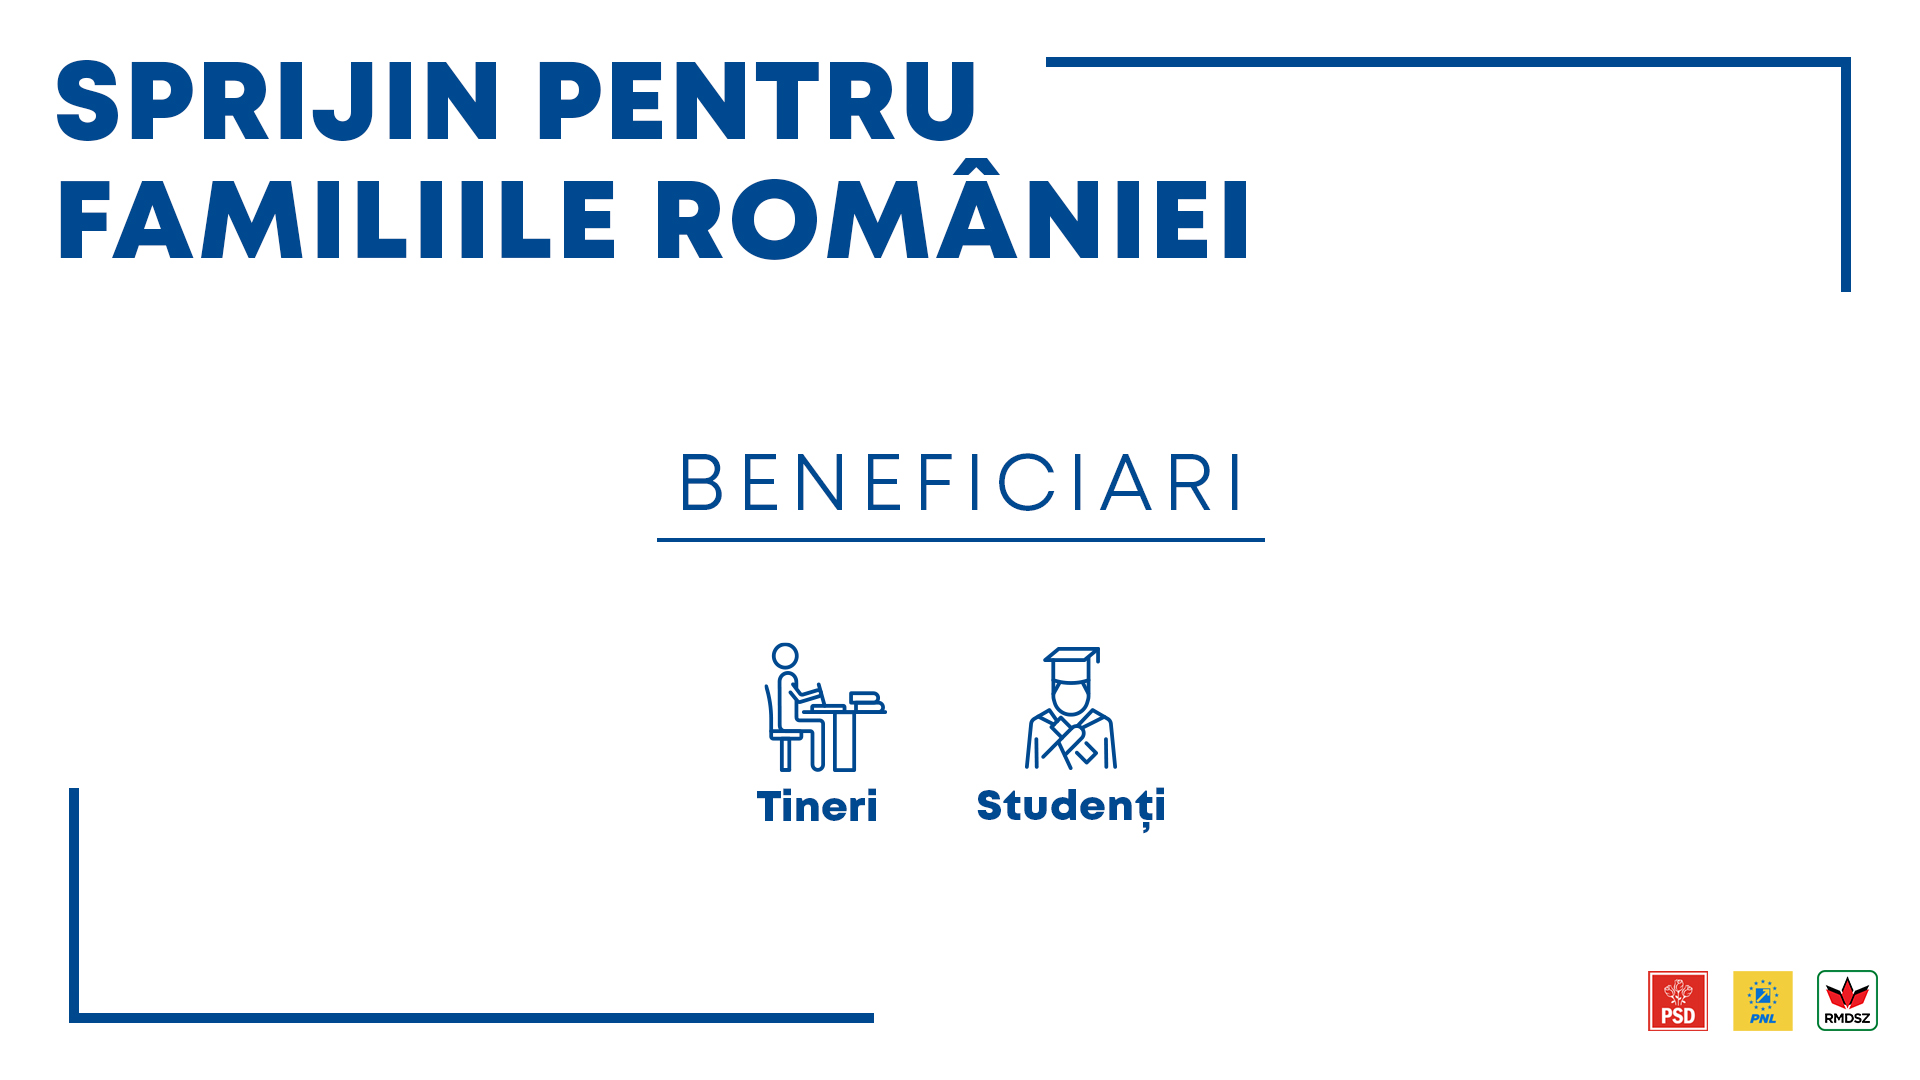 SPRIJIN PENTRU
FAMILIILE ROMÂNIEI
BENEFICIARI
Tineri
Studenți
PSD
PNL
RMDSZ